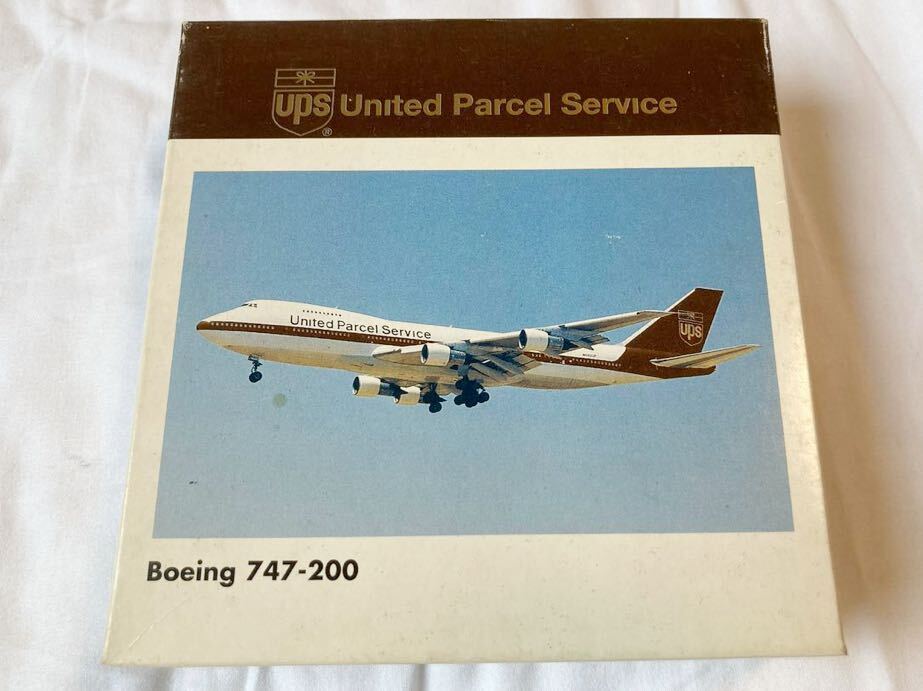 ups United Parcel Service
®
United Parcel Service
ups
Boeing 747-200